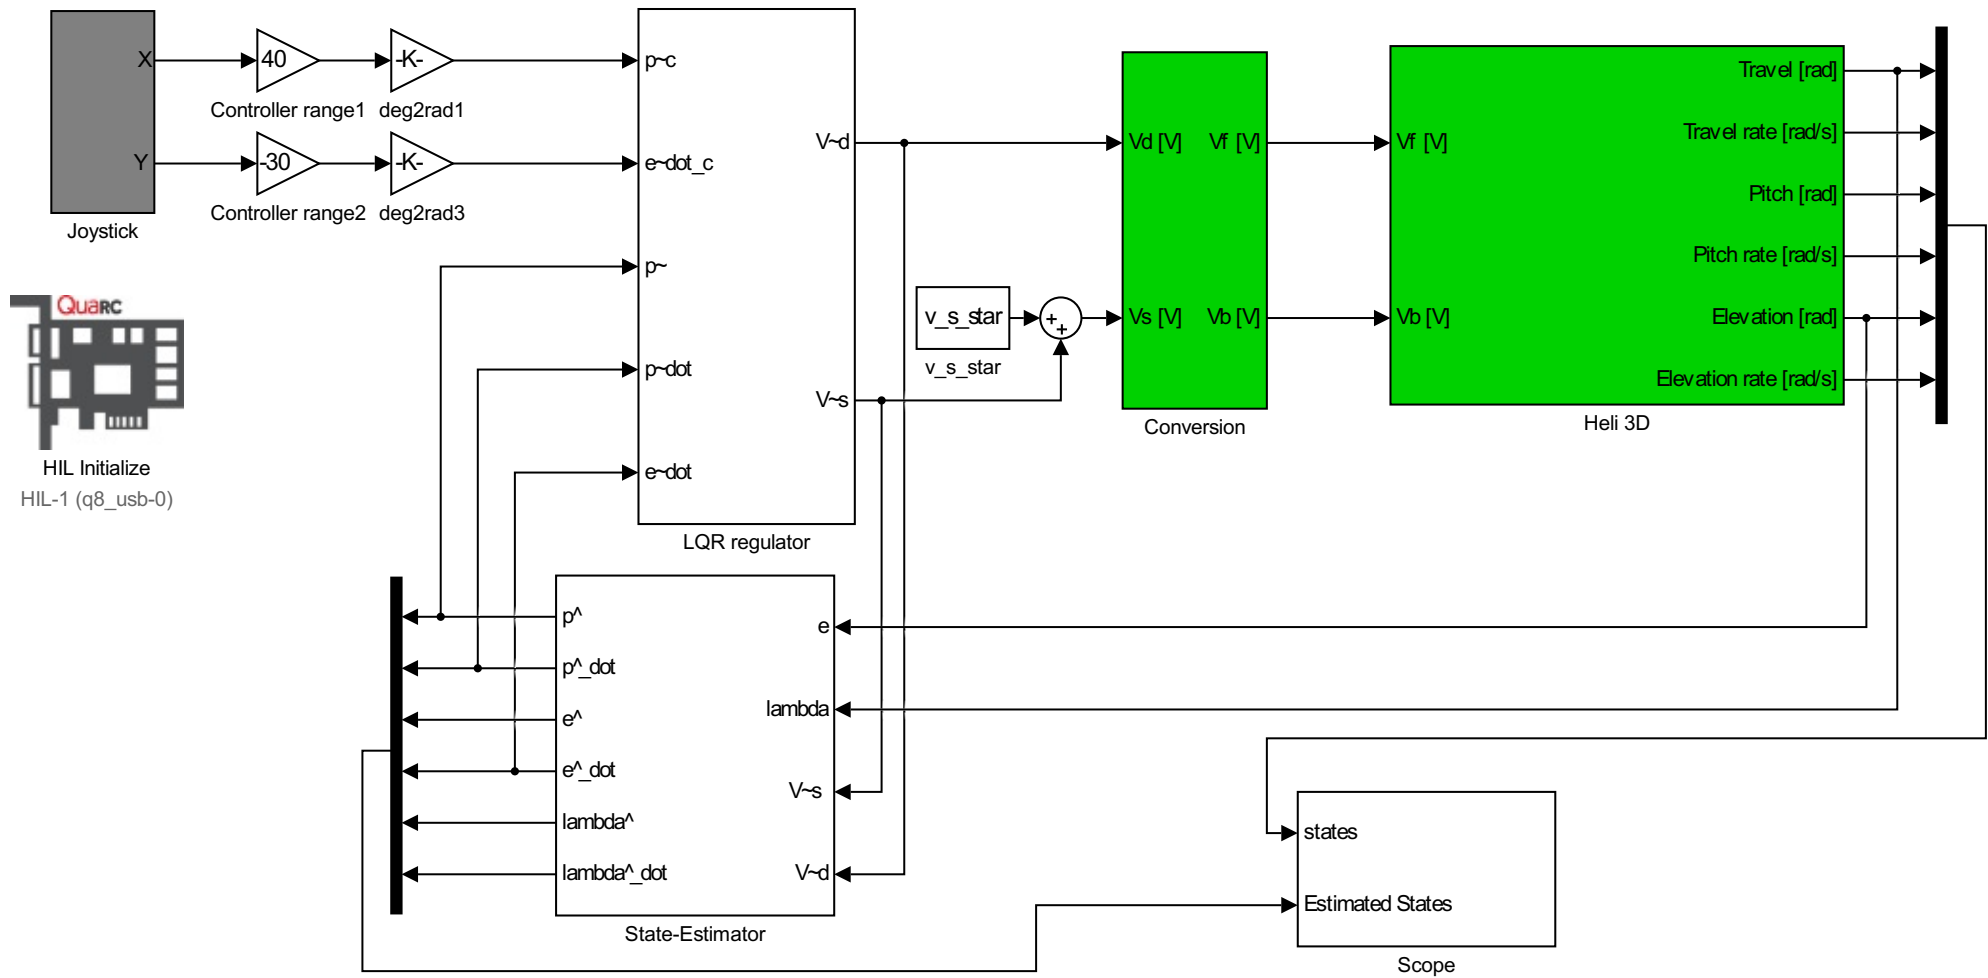 X
Y
Joystick
40
Controller range1
-K-
deg2rad1
-30
Controller range2
-K-
deg2rad3
QUARC
HIL Initialize
HIL-1 (q8_usb-0)
p~c
e~dot_c
p~
p~dot
e~dot
V~d
V~s
LQR regulator
v_s_star
v_s_star
+
+
Vd [V]
Vs [V]
Vf [V]
Vb [V]
Conversion
Vf [V]
Vb [V]
Travel [rad]
Travel rate [rad/s]
Pitch [rad]
Pitch rate [rad/s]
Elevation [rad]
Elevation rate [rad/s]
Heli 3D
p^
p^_dot
e^
e^_dot
lambda^
lambda^_dot
e
lambda
V~s
V~d
State-Estimator
states
Estimated States
Scope